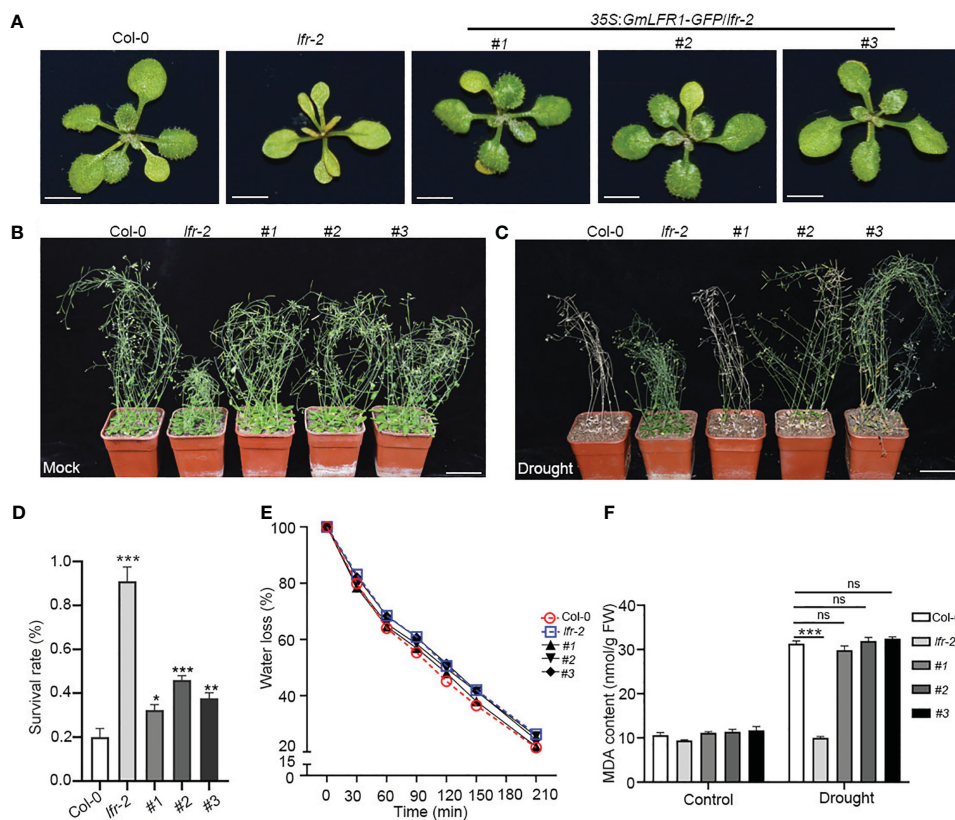 A
35S:GmLFR1-GFP/lfr-2
Col-0 lfr-2 #1 #2 #3
B
Col-0 lfr-2 #1 #2 #3
Mock
C
Col-0 lfr-2 #1 #2 #3
Drought
D
Survival rate (%)
1.0
0.8
0.6
0.4
0.2
0.0
***
*
***
**
Col-0 lfr-2 #1 #2 #3
E
Water loss (%)
100
80
60
40
20
15
0
0 30 60 90 120 150 180 210
Time (min)
Col-0
lfr-2
#1
#2
#3
F
MDA content (nmol/g FW)
40
30
20
10
0
ns
ns
ns
***
Control Drought
Col-0
lfr-2
#1
#2
#3